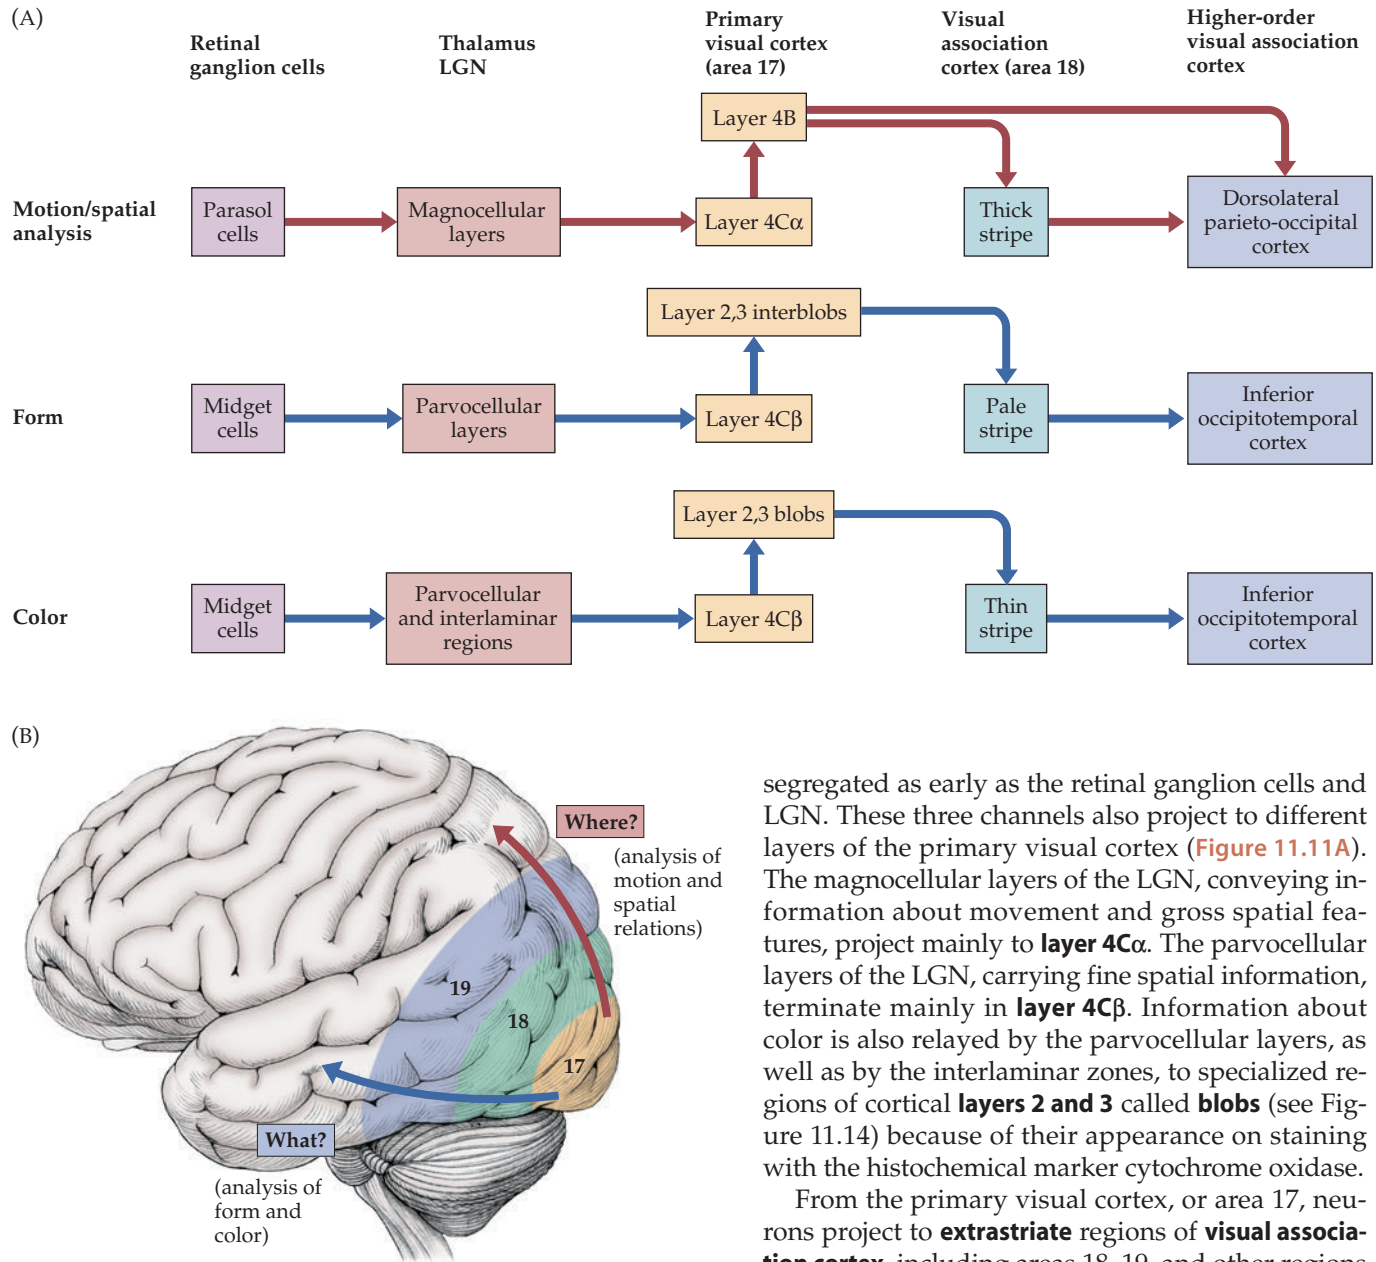 (A)
Retinal
ganglion cells
Thalamus
LGN
Primary
visual cortex
(area 17)
Visual
association
cortex (area 18)
Higher-order
visual association
cortex
Motion/spatial
analysis
Parasol
cells
Magnocellular
layers
Layer 4B
Layer 4Cα
Thick
stripe
Dorsolateral
parieto-occipital
cortex
Form
Midget
cells
Parvocellular
layers
Layer 2,3 interblobs
Layer 4Cβ
Pale
stripe
Inferior
occipitotemporal
cortex
Color
Midget
cells
Parvocellular
and interlaminar
regions
Layer 2,3 blobs
Layer 4Cβ
Thin
stripe
Inferior
occipitotemporal
cortex
(B)
Where?
(analysis of
motion and
spatial
relations)
19
18
17
What?
(analysis of
form and
color)
segregated as early as the retinal ganglion cells and
LGN. These three channels also project to different
layers of the primary visual cortex (Figure 11.11A).
The magnocellular layers of the LGN, conveying in-
formation about movement and gross spatial fea-
tures, project mainly to layer 4Cα. The parvocellular
layers of the LGN, carrying fine spatial information,
terminate mainly in layer 4Cβ. Information about
color is also relayed by the parvocellular layers, as
well as by the interlaminar zones, to specialized re-
gions of cortical layers 2 and 3 called blobs (see Fig-
ure 11.14) because of their appearance on staining
with the histochemical marker cytochrome oxidase.
From the primary visual cortex, or area 17, neu-
rons project to extrastriate regions of visual associa-
tion cortex, including areas 18, 19, and other regions